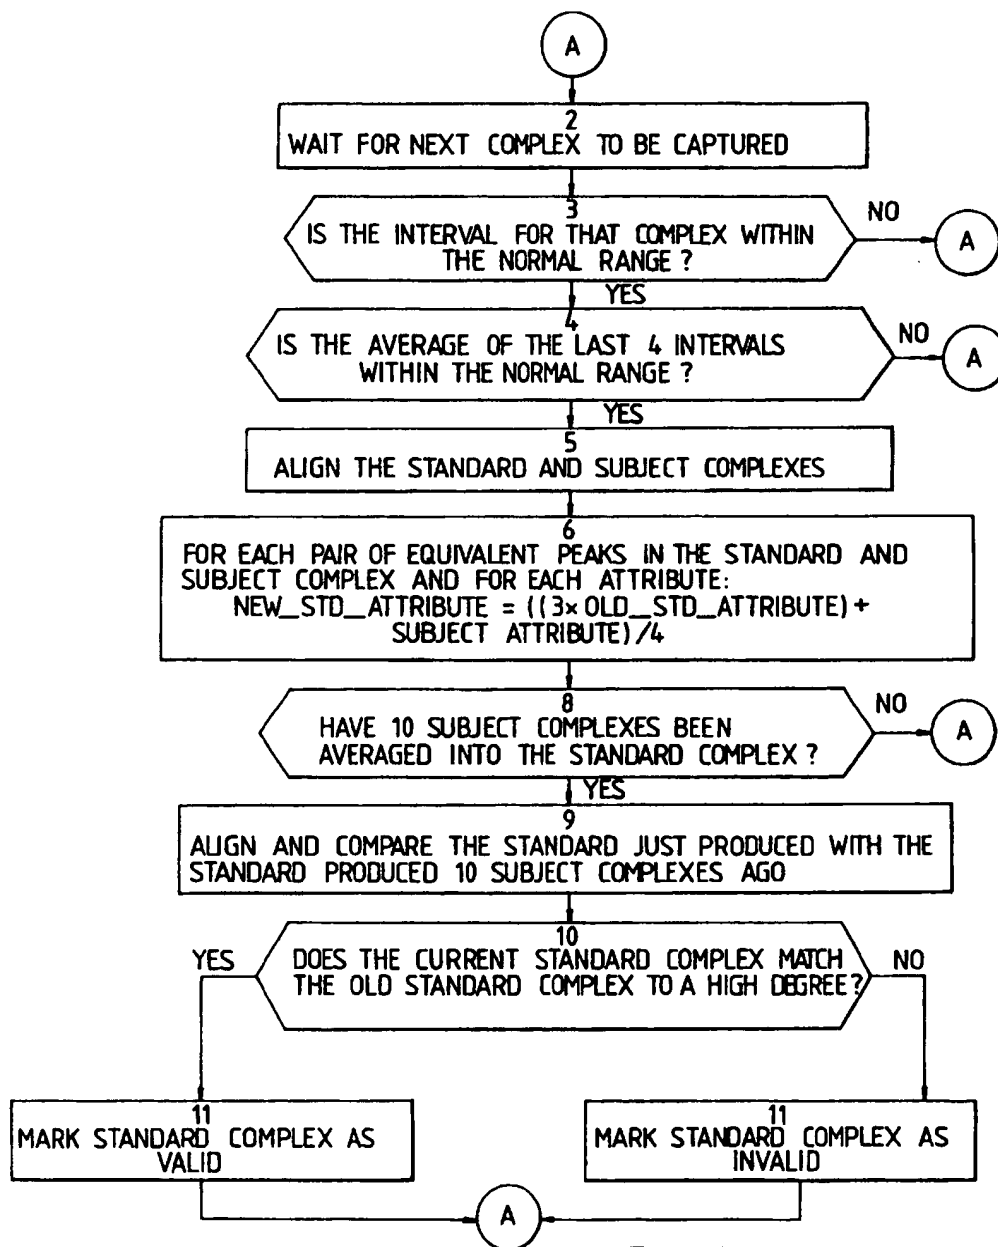 A
2
WAIT FOR NEXT COMPLEX TO BE CAPTURED
3
IS THE INTERVAL FOR THAT COMPLEX WITHIN
THE NORMAL RANGE ?
NO
A
YES
4
IS THE AVERAGE OF THE LAST 4 INTERVALS
WITHIN THE NORMAL RANGE ?
NO
A
YES
5
ALIGN THE STANDARD AND SUBJECT COMPLEXES
6
FOR EACH PAIR OF EQUIVALENT PEAKS IN THE STANDARD AND
SUBJECT COMPLEX AND FOR EACH ATTRIBUTE:
NEW_STD_ATTRIBUTE = ((3× OLD_STD_ATTRIBUTE) +
SUBJECT ATTRIBUTE) /4
8
HAVE 10 SUBJECT COMPLEXES BEEN
AVERAGED INTO THE STANDARD COMPLEX ?
NO
A
YES
9
ALIGN AND COMPARE THE STANDARD JUST PRODUCED WITH THE
STANDARD PRODUCED 10 SUBJECT COMPLEXES AGO
10
DOES THE CURRENT STANDARD COMPLEX MATCH
THE OLD STANDARD COMPLEX TO A HIGH DEGREE?
YES
NO
11
MARK STANDARD COMPLEX AS
VALID
11
MARK STANDARD COMPLEX AS
INVALID
A